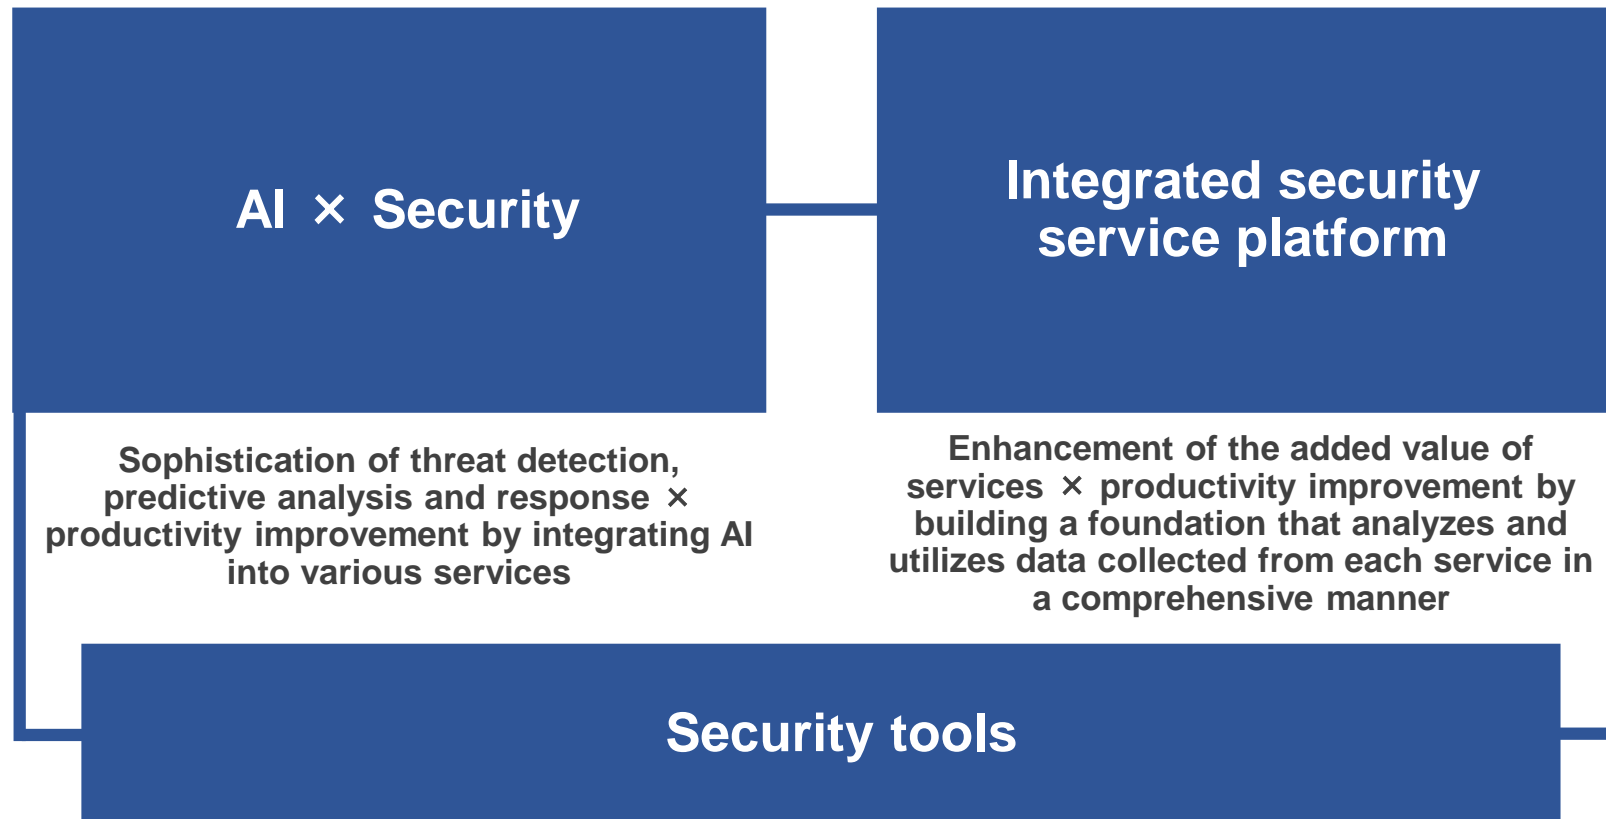 AI × Security
Integrated security
service platform
Sophistication of threat detection,
predictive analysis and response ×
productivity improvement by integrating AI
into various services
Enhancement of the added value of
services × productivity improvement by
building a foundation that analyzes and
utilizes data collected from each service in
a comprehensive manner
Security tools